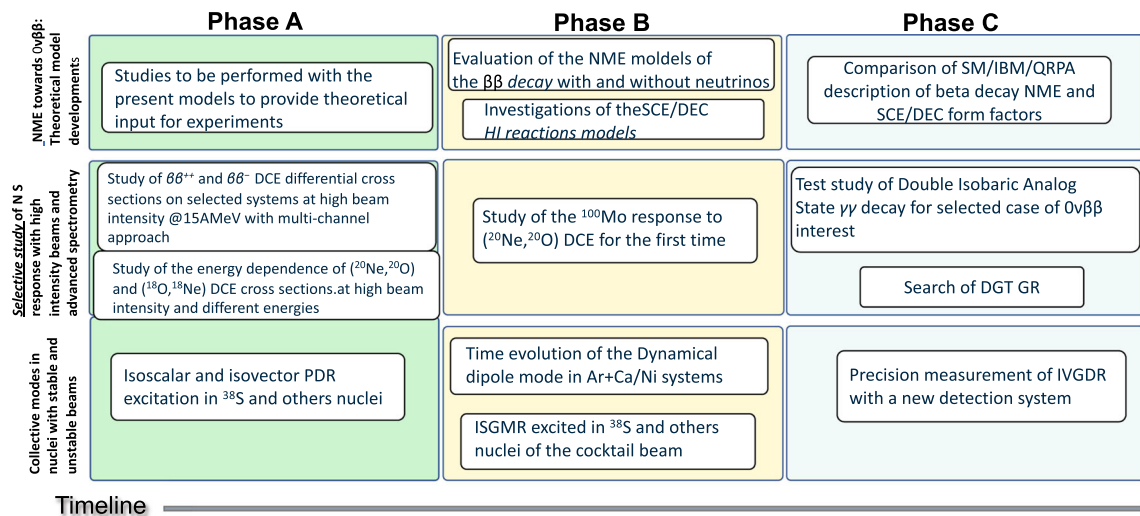 Phase A
Phase B
Phase C
NME towards 0νββ:
Theoretical model
developments
Studies to be performed with the
present models to provide theoretical
input for experiments
Evaluation of the NME moldels of
the ββ decay with and without neutrinos
Investigations of theSCE/DEC
HI reactions models
Comparison of SM/IBM/QRPA
description of beta decay NME and
SCE/DEC form factors
Selective study of N S
response with high
intensity beams and
advanced spectrometry
Study of ββ⁺⁺ and ββ⁻ DCE differential cross
sections on selected systems at high beam
intensity @15AMeV with multi-channel
approach
Study of the energy dependence of (²⁰Ne,²⁰O)
and (¹⁸O,¹⁸Ne) DCE cross sections.at high beam
intensity and different energies
Study of the ¹⁰⁰Mo response to
(²⁰Ne,²⁰O) DCE for the first time
Test study of Double Isobaric Analog
State γγ decay for selected case of 0νββ
interest
Search of DGT GR
Collective modes in
nuclei with stable and
unstable beams
Isoscalar and isovector PDR
excitation in ³⁸S and others nuclei
Time evolution of the Dynamical
dipole mode in Ar+Ca/Ni systems
ISGMR excited in ³⁸S and others
nuclei of the cocktail beam
Precision measurement of IVGDR
with a new detection system
Timeline